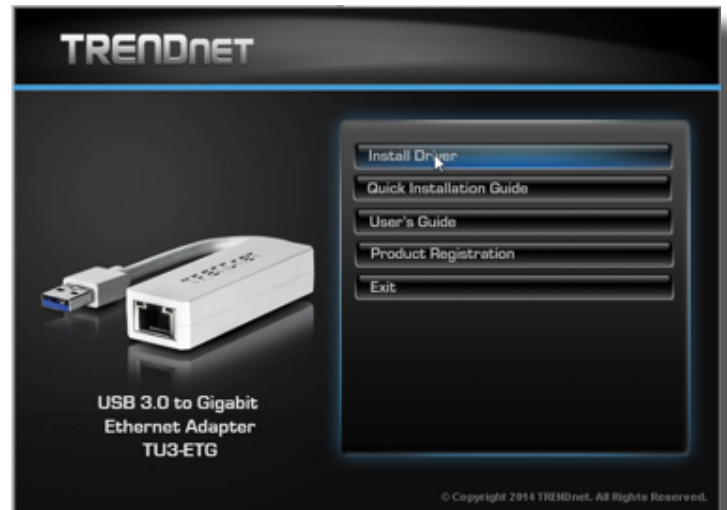 TRENDNET
Install Driver
Quick Installation Guide
User's Guide
Product Registration
Exit
TRENDNET
USB 3.0 to Gigabit
Ethernet Adapter
TU3-ETG
© Copyright 2014 TRENDnet. All Rights Reserved.